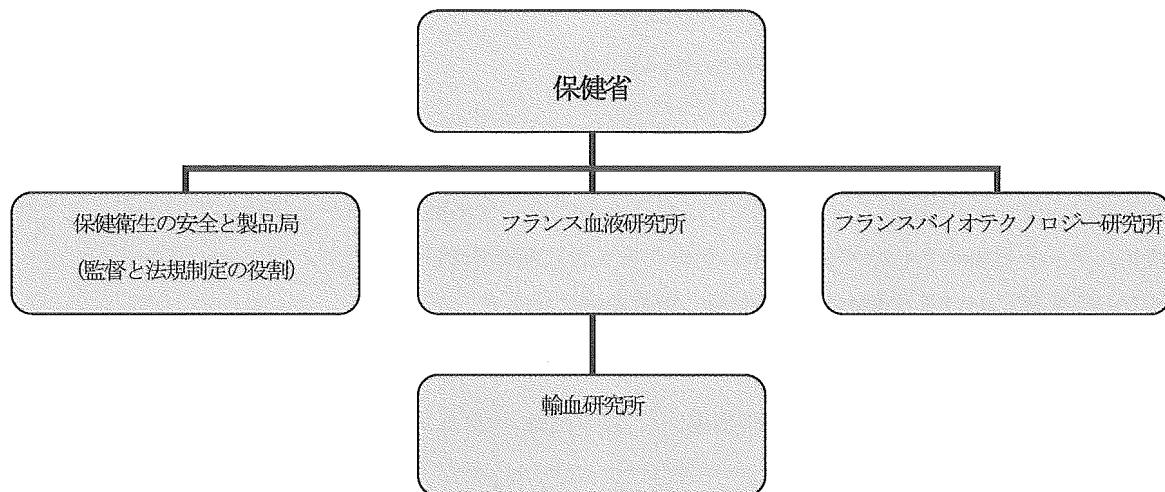 保健省
保健衛生の安全と製品局
(監督と法規制定の役割)
フランス血液研究所
フランスバイオテクノロジー研究所
輸血研究所